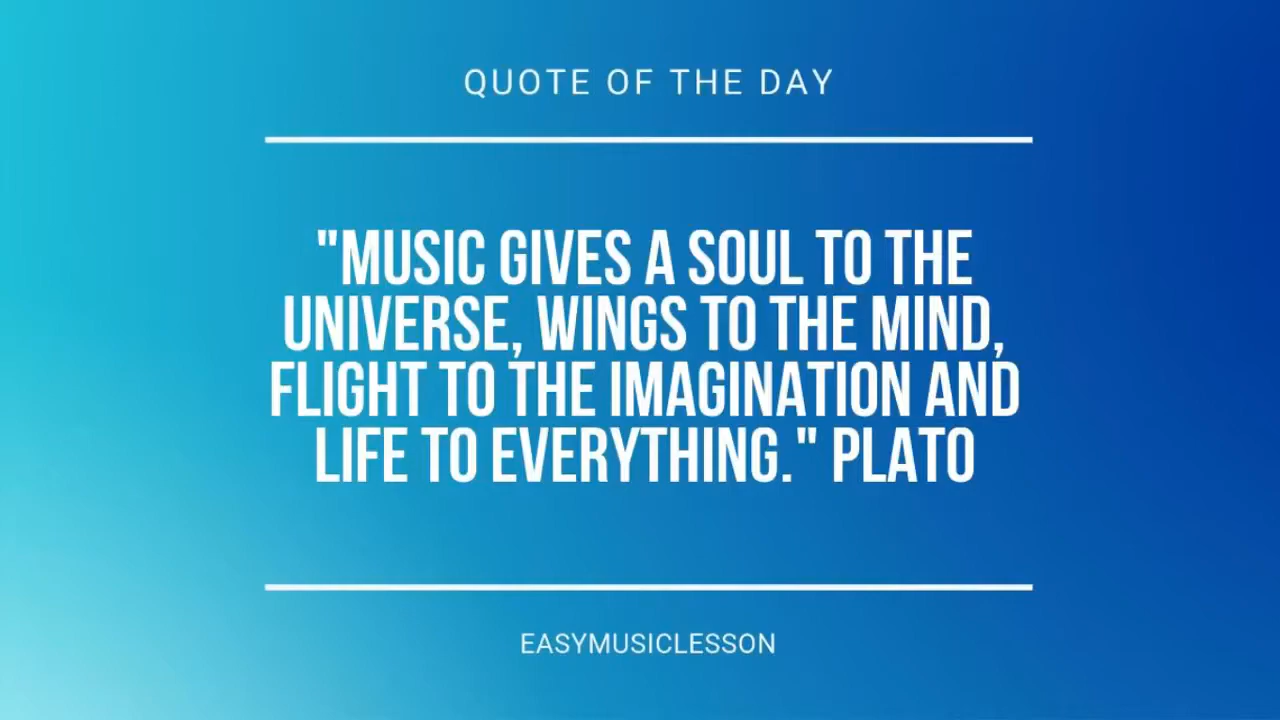 QUOTE OF THE DAY
"MUSIC GIVES A SOUL TO THE
UNIVERSE, WINGS TO THE MIND,
FLIGHT TO THE IMAGINATION AND
LIFE TO EVERYTHING." PLATO
EASYMUSICLESSON